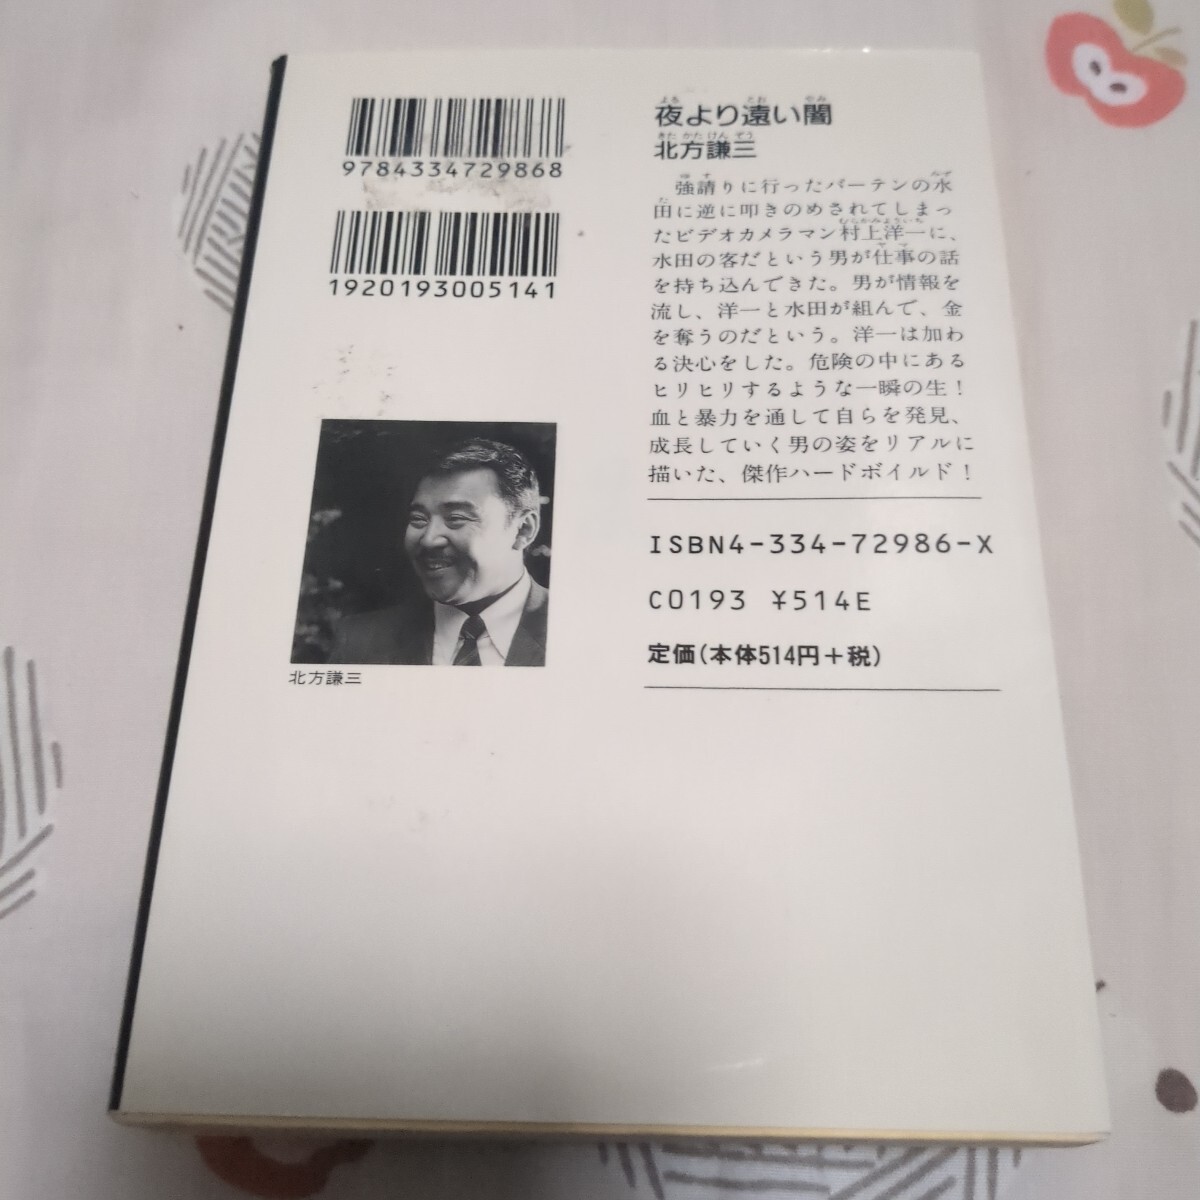 9784334729868
1920193005141
北方謙三
夜より遠い闇
北方謙三
強請りに行ったバーテンの水
田に逆に叩きのめされてしまっ
たビデオカメラマン村上洋一に、
水田の客だという男が仕事の話
を持ち込んできた。男が情報を
流し、洋一と水田が組んで、金
を奪うのだという。洋一は加わ
る決心をした。危険の中にある
ヒリヒリするような一瞬の生！
血と暴力を通して自らを発見、
成長していく男の姿をリアルに
描いた、傑作ハードボイルド！
ISBN4-334-72986-X
C0193 ¥514E
定価(本体514円+税)